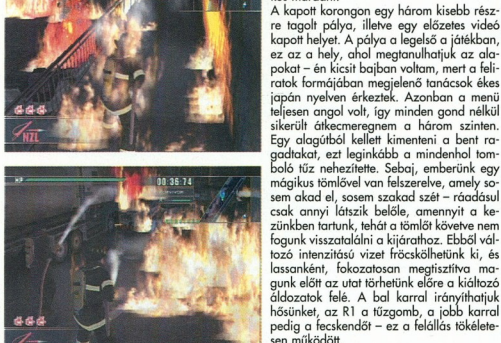 A kapott korongon egy három kisebb rész-
re tagolt pálya, illetve egy előzetes videó
kapott helyet. A pálya a legelső a játékban,
ez az a hely, ahol megtanulhatjuk az ala-
pokat – én kicsit bajban voltam, mert a feli-
ratok formájában megjelenő tanácsok ékes
japán nyelven érkeztek. Azonban a menü
teljesen angol volt, így minden gond nélkül
sikerült átkecmeregnem a három szinten.
Egy alagútból kellett kimenteni a bent ra-
gadtakat, ezt leginkább a mindenhol tom-
boló tűz nehezítette. Sebaj, emberünk egy
mágikus tömlővel van felszerelve, amely so-
sem akad el, sosem szakad szét – ráadásul
csak annyi látszik belőle, amennyit a ke-
zünkben tartunk, tehát a tömlőt követve nem
fogunk visszatalálni a kijárathoz. Ebből vál-
tozó intenzitású vizet fröcskölhetünk ki, és
lassanként, fokozatosan megtisztítva ma-
gunk előtt az utat törhetünk előre a kiáltozó
áldozatok felé. A bal karral irányíthatjuk
hősünket, az R1 a tűzgomb, a jobb karral
pedig a fecskendőt – ez a felállás tökélete-
sen működött.
NZL
00:36:74